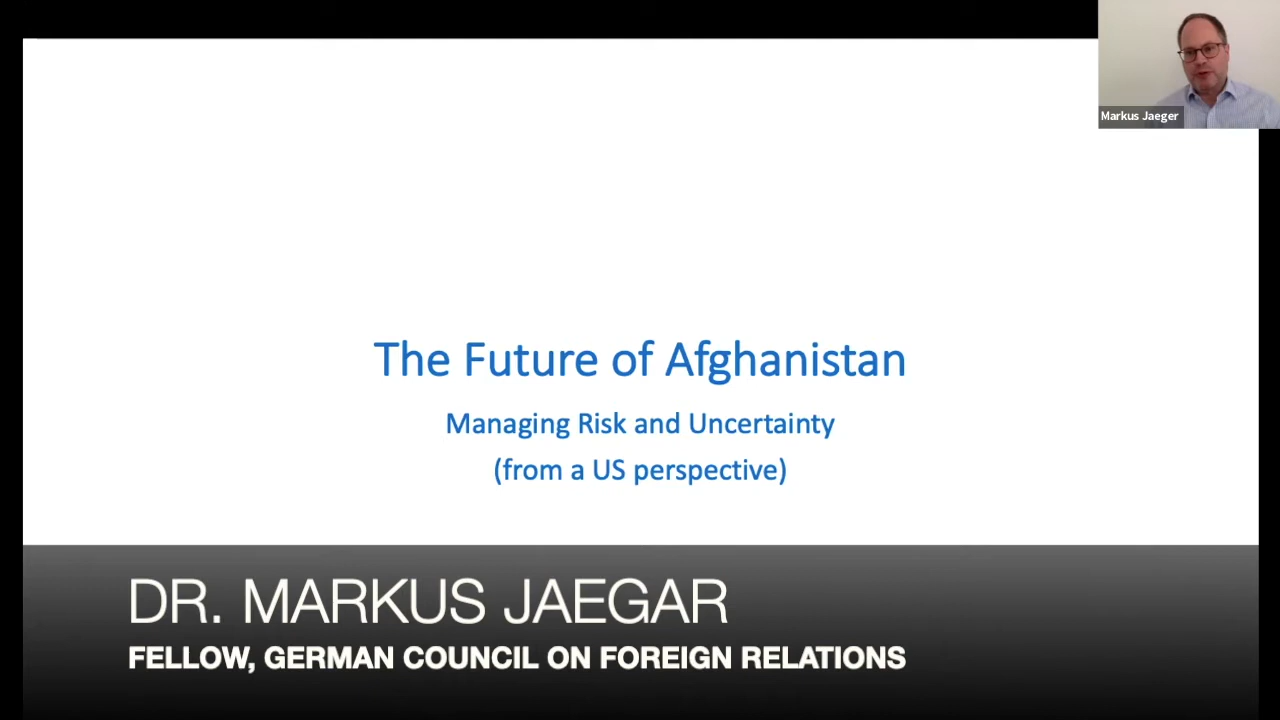 Markus Jaeger
The Future of Afghanistan
Managing Risk and Uncertainty
(from a US perspective)
DR. MARKUS JAEGAR
FELLOW, GERMAN COUNCIL ON FOREIGN RELATIONS